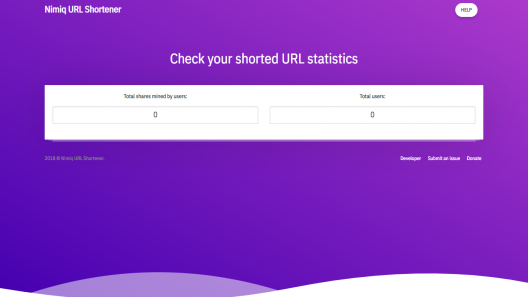 Nimiq URL Shortener
HELP
Check your shorted URL statistics
Total shares mined by users:
Total users:
0
0
2018 © Nimiq URL Shortener
Developer
Submit an issue
Donate